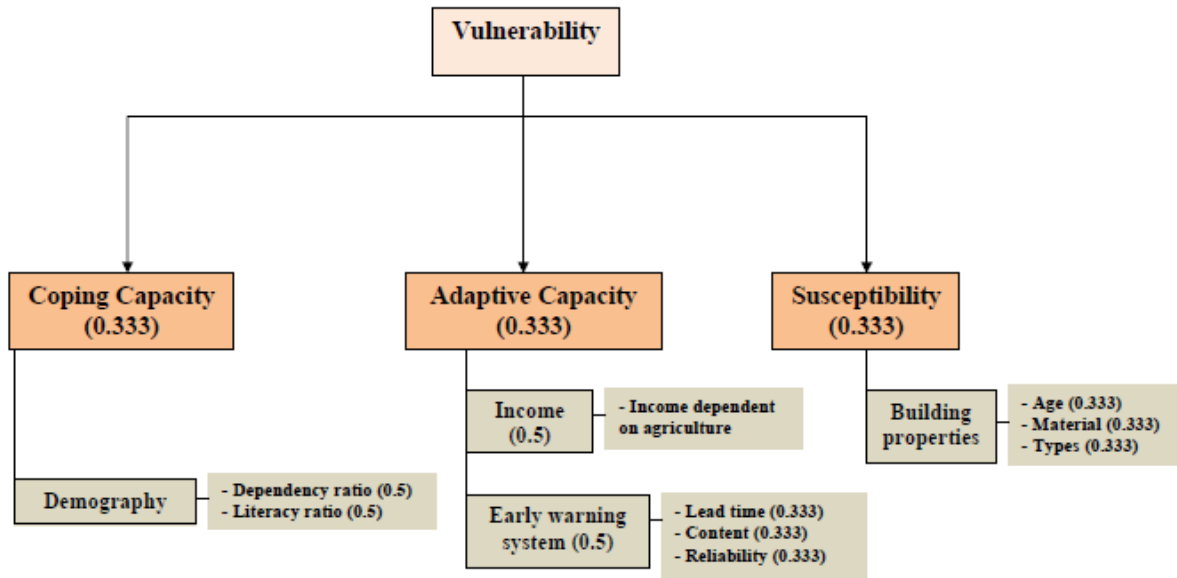 Vulnerability
Coping Capacity
(0.333)
Adaptive Capacity
(0.333)
Susceptibility
(0.333)
Income
(0.5)
- Income dependent
on agriculture
Building
properties
- Age (0.333)
- Material (0.333)
- Types (0.333)
Demography
- Dependency ratio (0.5)
- Literacy ratio (0.5)
Early warning
system (0.5)
- Lead time (0.333)
- Content (0.333)
- Reliability (0.333)